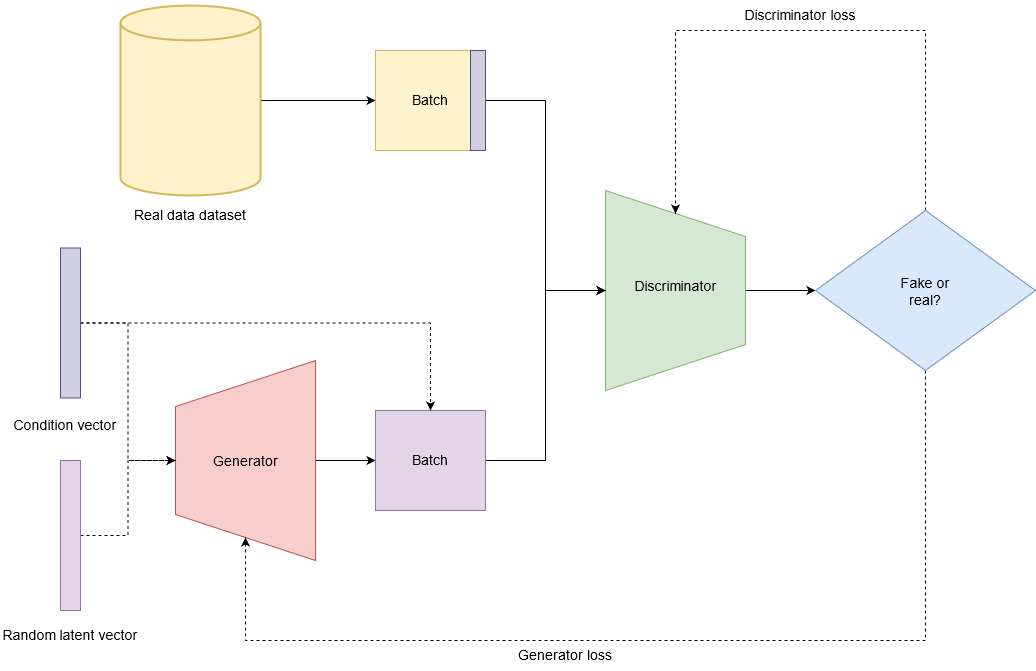 Discriminator loss
Batch
Real data dataset
Discriminator
Fake or
real?
Condition vector
Generator
Batch
Random latent vector
Generator loss